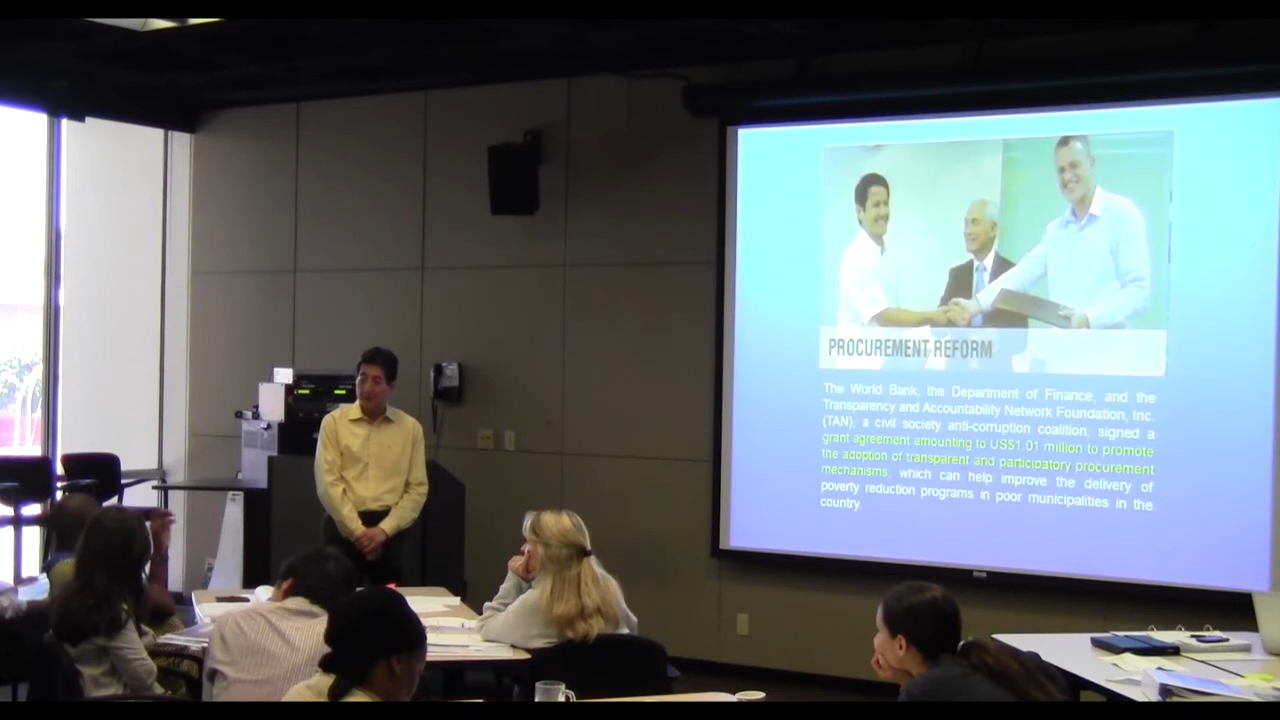 PROCUREMENT REFORM
The World Bank, the Department of Finance, and the
Transparency and Accountability Network Foundation, Inc.
(TAN), a civil society anti-corruption coalition, signed a
grant agreement amounting to US$1.01 million to promote
the adoption of transparent and participatory procurement
mechanisms, which can help improve the delivery of
poverty reduction programs in poor municipalities in the
country.